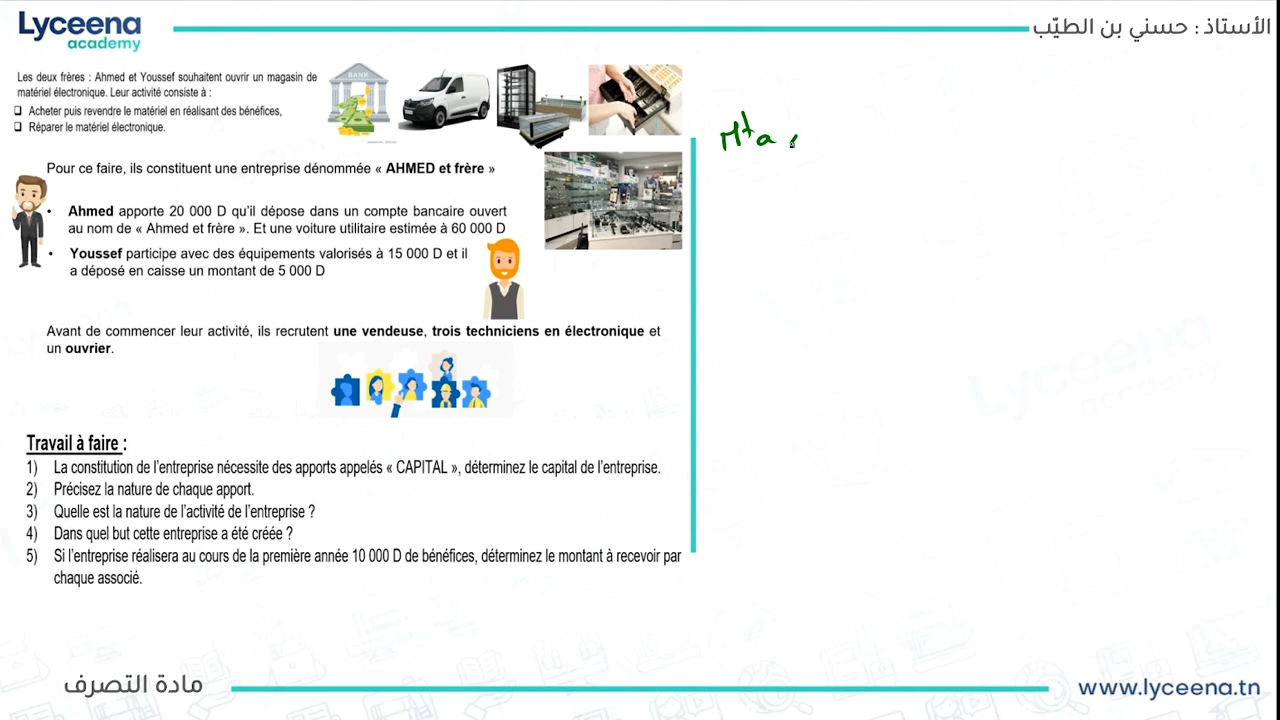 Lyceena
academy
الأستاذ : حسني بن الطيّب
Les deux frères : Ahmed et Youssef souhaitent ouvrir un magasin de
matériel électronique. Leur activité consiste à :
❑ Acheter puis revendre le matériel en réalisant des bénéfices,
❑ Réparer le matériel électronique.
BANK
Pour ce faire, ils constituent une entreprise dénommée « AHMED et frère »
• Ahmed apporte 20 000 D qu'il dépose dans un compte bancaire ouvert
au nom de « Ahmed et frère ». Et une voiture utilitaire estimée à 60 000 D
• Youssef participe avec des équipements valorisés à 15 000 D et il
a déposé en caisse un montant de 5 000 D
Avant de commencer leur activité, ils recrutent une vendeuse, trois techniciens en électronique et
un ouvrier.
Travail à faire :
1) La constitution de l'entreprise nécessite des apports appelés « CAPITAL », déterminez le capital de l'entreprise.
2) Précisez la nature de chaque apport.
3) Quelle est la nature de l'activité de l'entreprise ?
4) Dans quel but cette entreprise a été créée ?
5) Si l'entreprise réalisera au cours de la première année 10 000 D de bénéfices, déterminez le montant à recevoir par
chaque associé.
Mta
Lyceena
academy
مادة التصرف
www.lyceena.tn